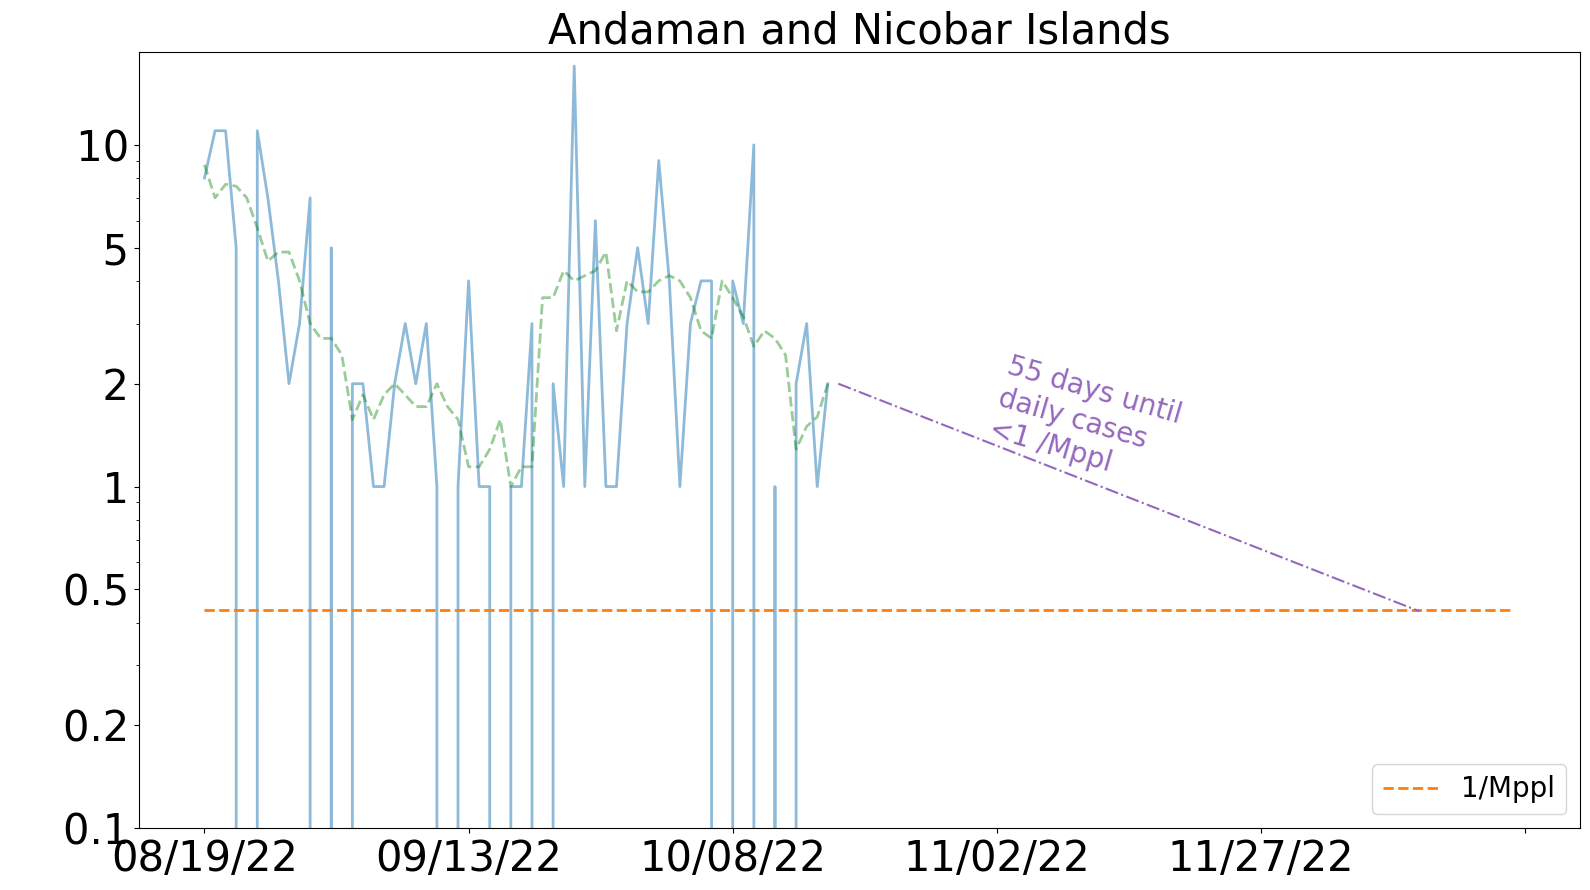 Andaman and Nicobar Islands
10
5
2
1
0.5
0.2
0.1
55 days until
daily cases
<1 /Mppl
1/Mppl
08/19/22
09/13/22
10/08/22
11/02/22
11/27/22